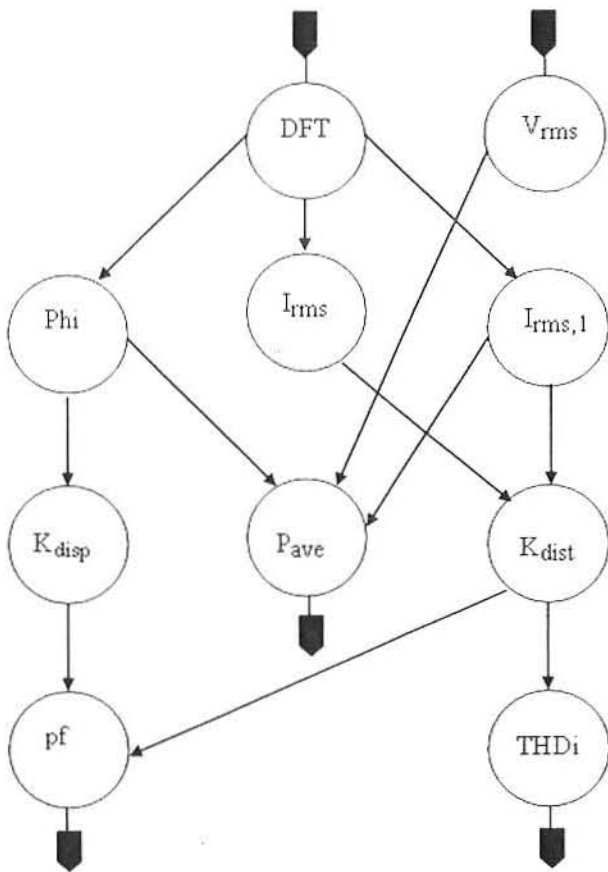 DFT
Vrms
Phi
Irms
Irms,1
Kdisp
Pave
Kdist
pf
THDi